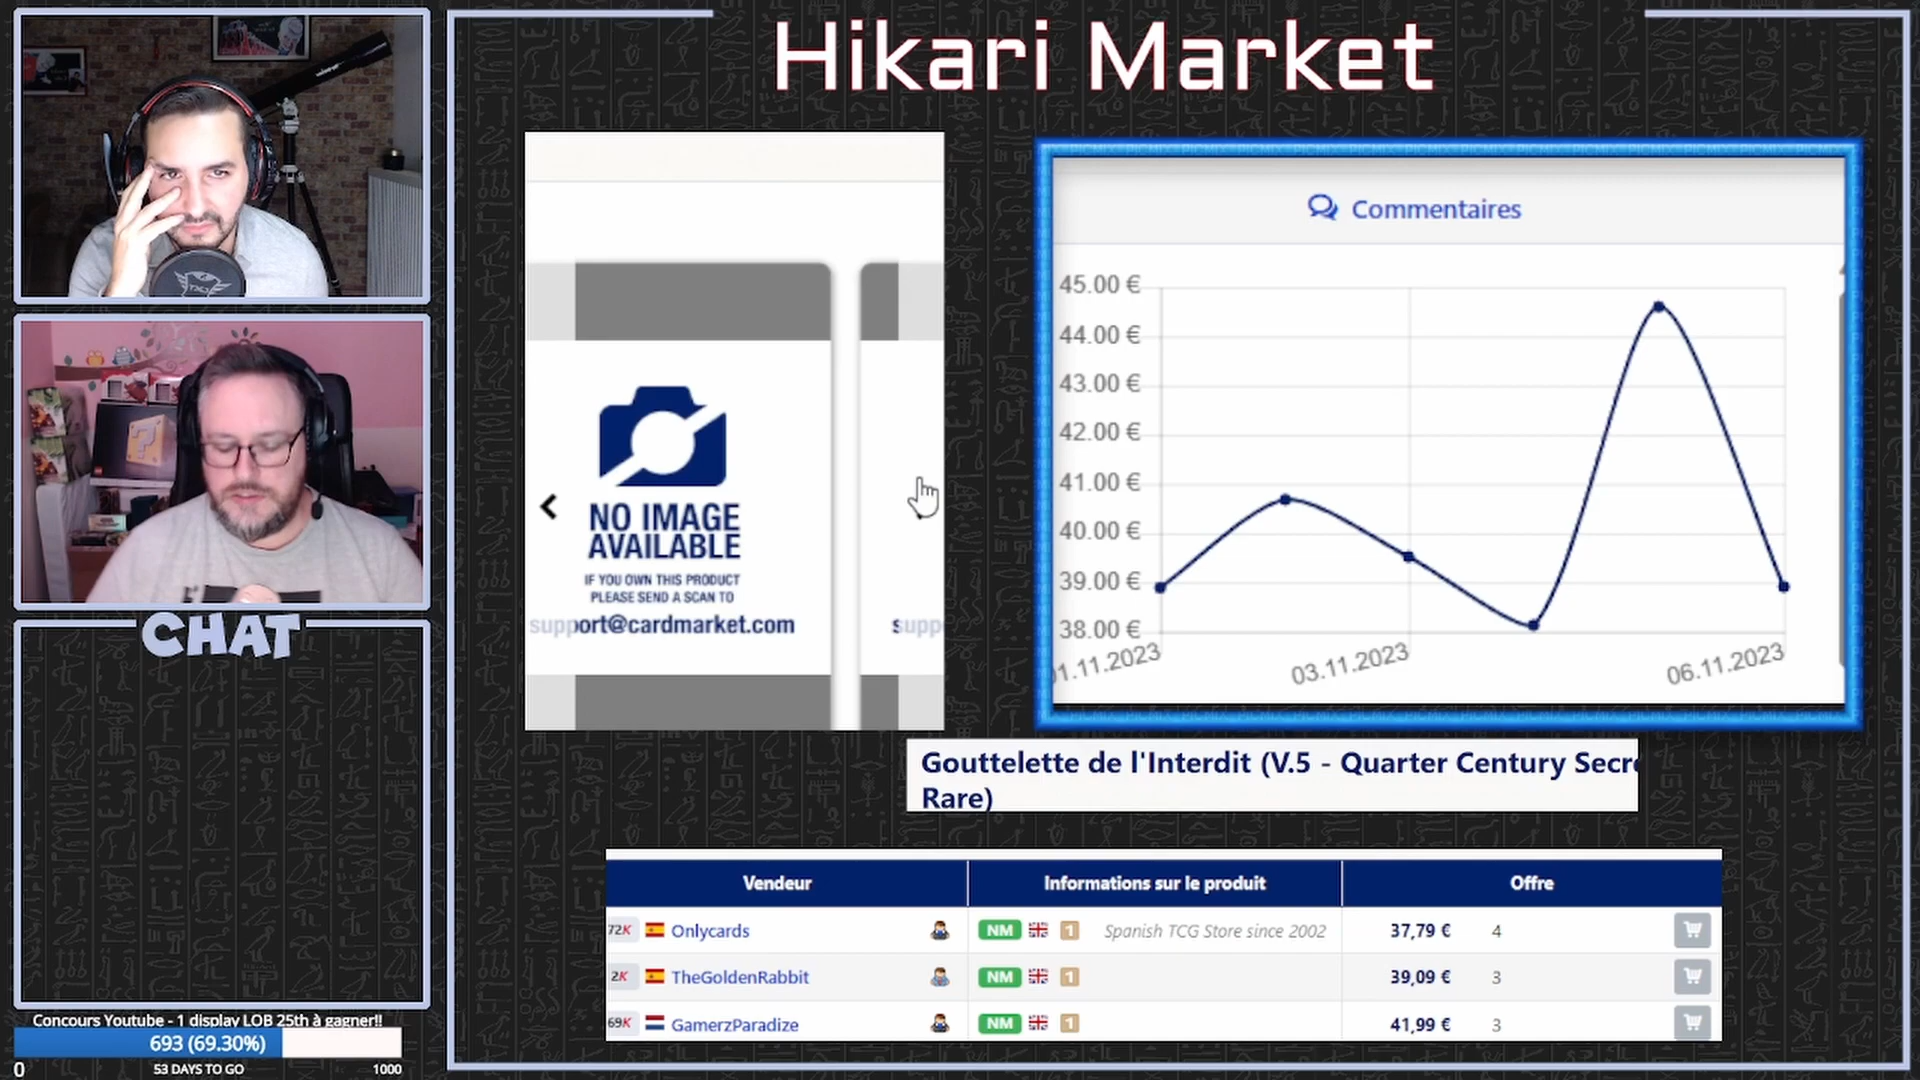 Hikari Market
Commentaires
45.00 €
44.00 €
43.00 €
42.00 €
41.00 €
40.00 €
39.00 €
38.00 €
1.11.2023
03.11.2023
06.11.2023
NO IMAGE
AVAILABLE
IF YOU OWN THIS PRODUCT
PLEASE SEND A SCAN TO
support@cardmarket.com
supp
Gouttelette de l'Interdit (V.5 - Quarter Century Secre
Rare)
Vendeur Informations sur le produit Offre
72K Onlycards NM 1 Spanish TCG Store since 2002 37,79 € 4
2K TheGoldenRabbit NM 1 39,09 € 3
69K GamerzParadize NM 1 41,99 € 3
CHAT
Concours Youtube - 1 display LOB 25th à gagner!!
693 (69.30%)
0 53 DAYS TO GO 1000